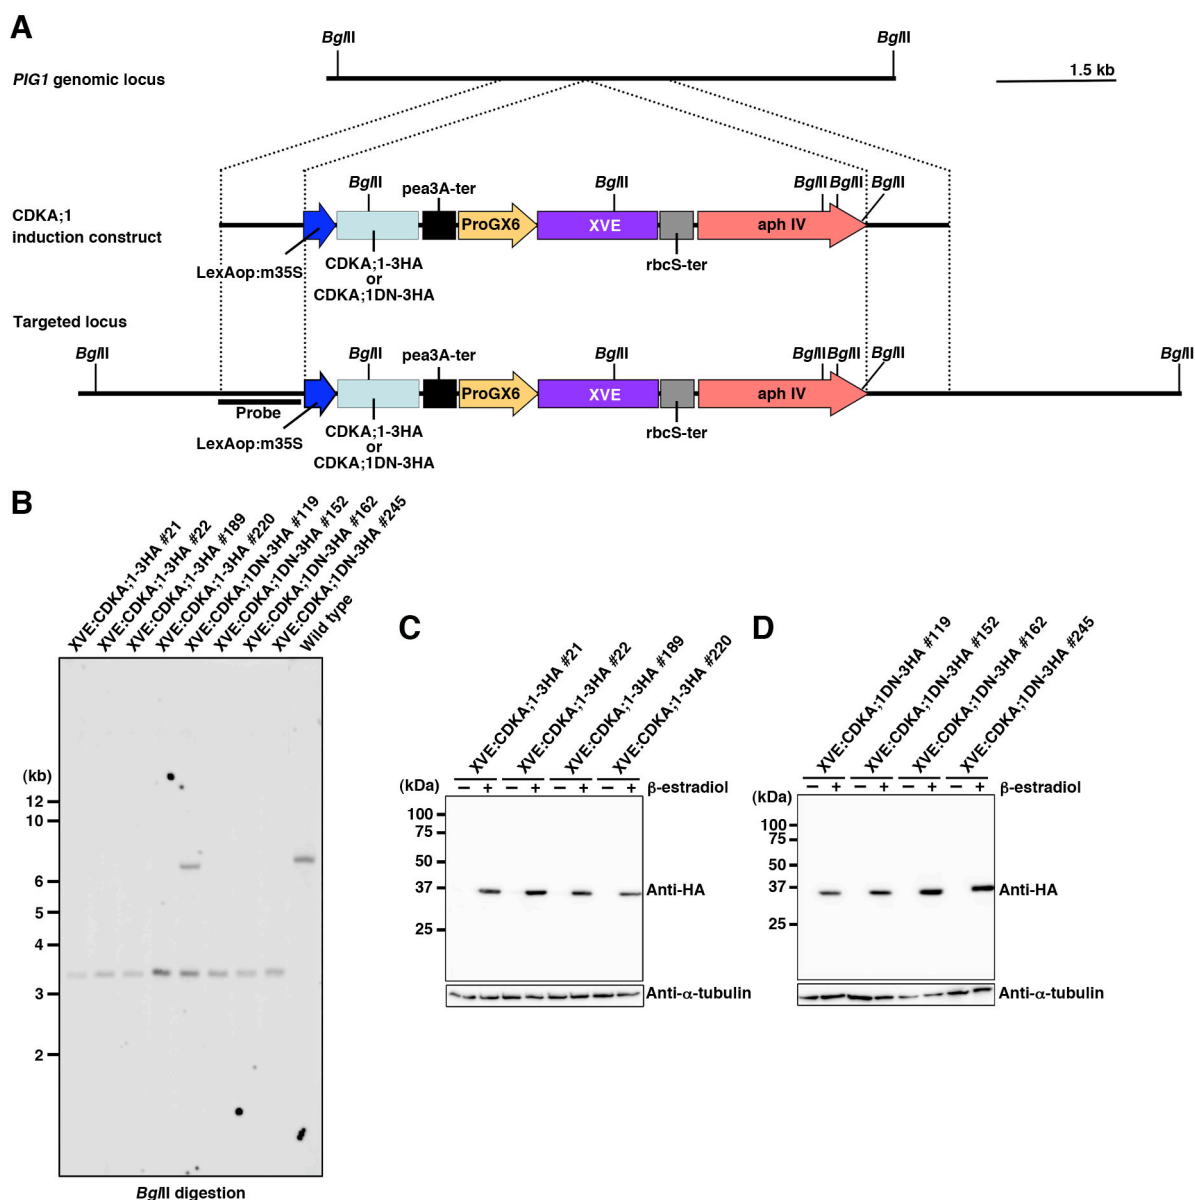 A
BglII
BglII
PIG1 genomic locus
1.5 kb
BglII
pea3A-ter
BglII
BglII
BglII
BglII
CDKA;1
induction construct
ProGX6
XVE
aph IV
LexAop:m35S
CDKA;1-3HA
or
CDKA;1DN-3HA
rbcS-ter
Targeted locus
BglII
BglII
pea3A-ter
BglII
BglII
BglII
BglII
BglII
ProGX6
XVE
aph IV
Probe
LexAop:m35S
CDKA;1-3HA
or
CDKA;1DN-3HA
rbcS-ter
B
XVE:CDKA;1-3HA #21
XVE:CDKA;1-3HA #22
XVE:CDKA;1-3HA #189
XVE:CDKA;1-3HA #220
XVE:CDKA;1DN-3HA #119
XVE:CDKA;1DN-3HA #152
XVE:CDKA;1DN-3HA #162
XVE:CDKA;1DN-3HA #245
Wild type
(kb)
12
10
6
5
4
3
2
BglII digestion
C
XVE:CDKA;1-3HA #21
XVE:CDKA;1-3HA #22
XVE:CDKA;1-3HA #189
XVE:CDKA;1-3HA #220
(kDa)
− + − + − + − + β-estradiol
100
75
50
37
25
Anti-HA
Anti-α-tubulin
D
XVE:CDKA;1DN-3HA #119
XVE:CDKA;1DN-3HA #152
XVE:CDKA;1DN-3HA #162
XVE:CDKA;1DN-3HA #245
(kDa)
− + − + − + − + β-estradiol
100
75
50
37
25
Anti-HA
Anti-α-tubulin